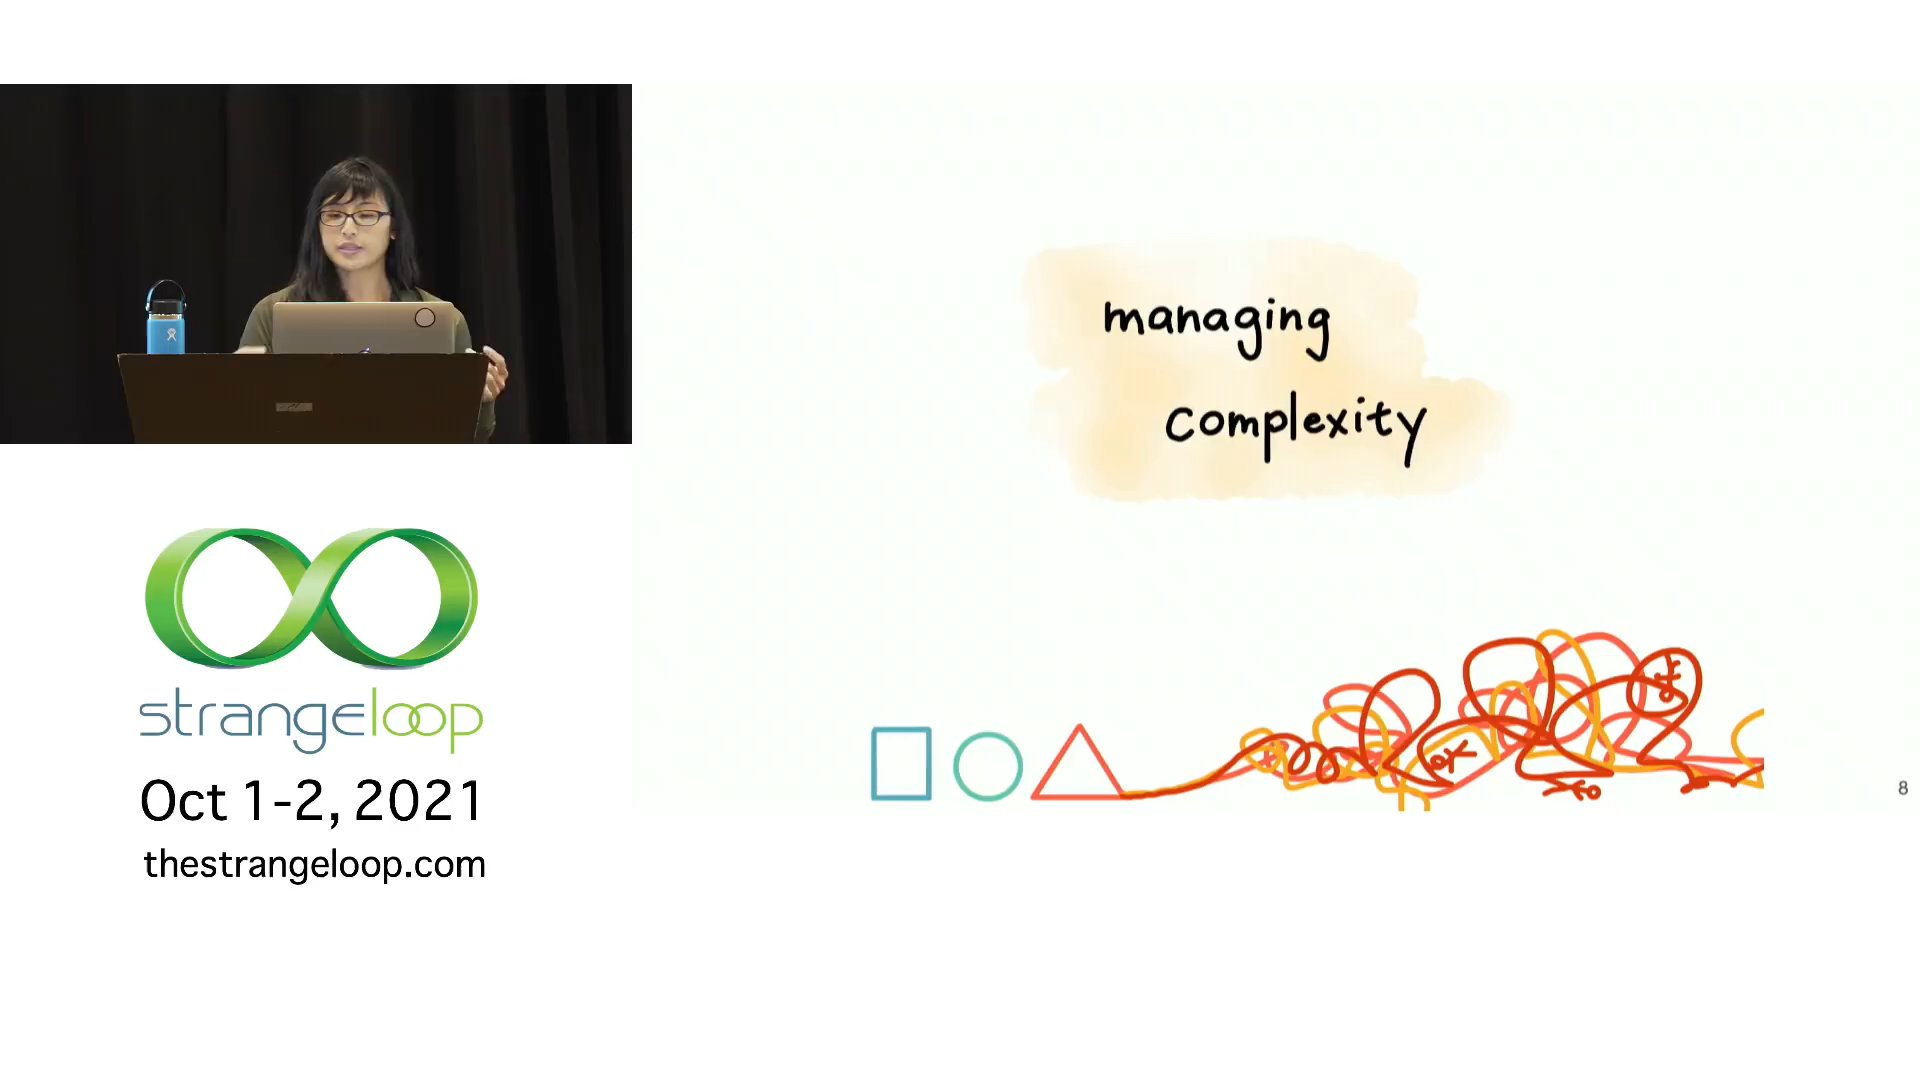 managing
complexity
strangeloop
Oct 1-2, 2021
thestrangeloop.com
8